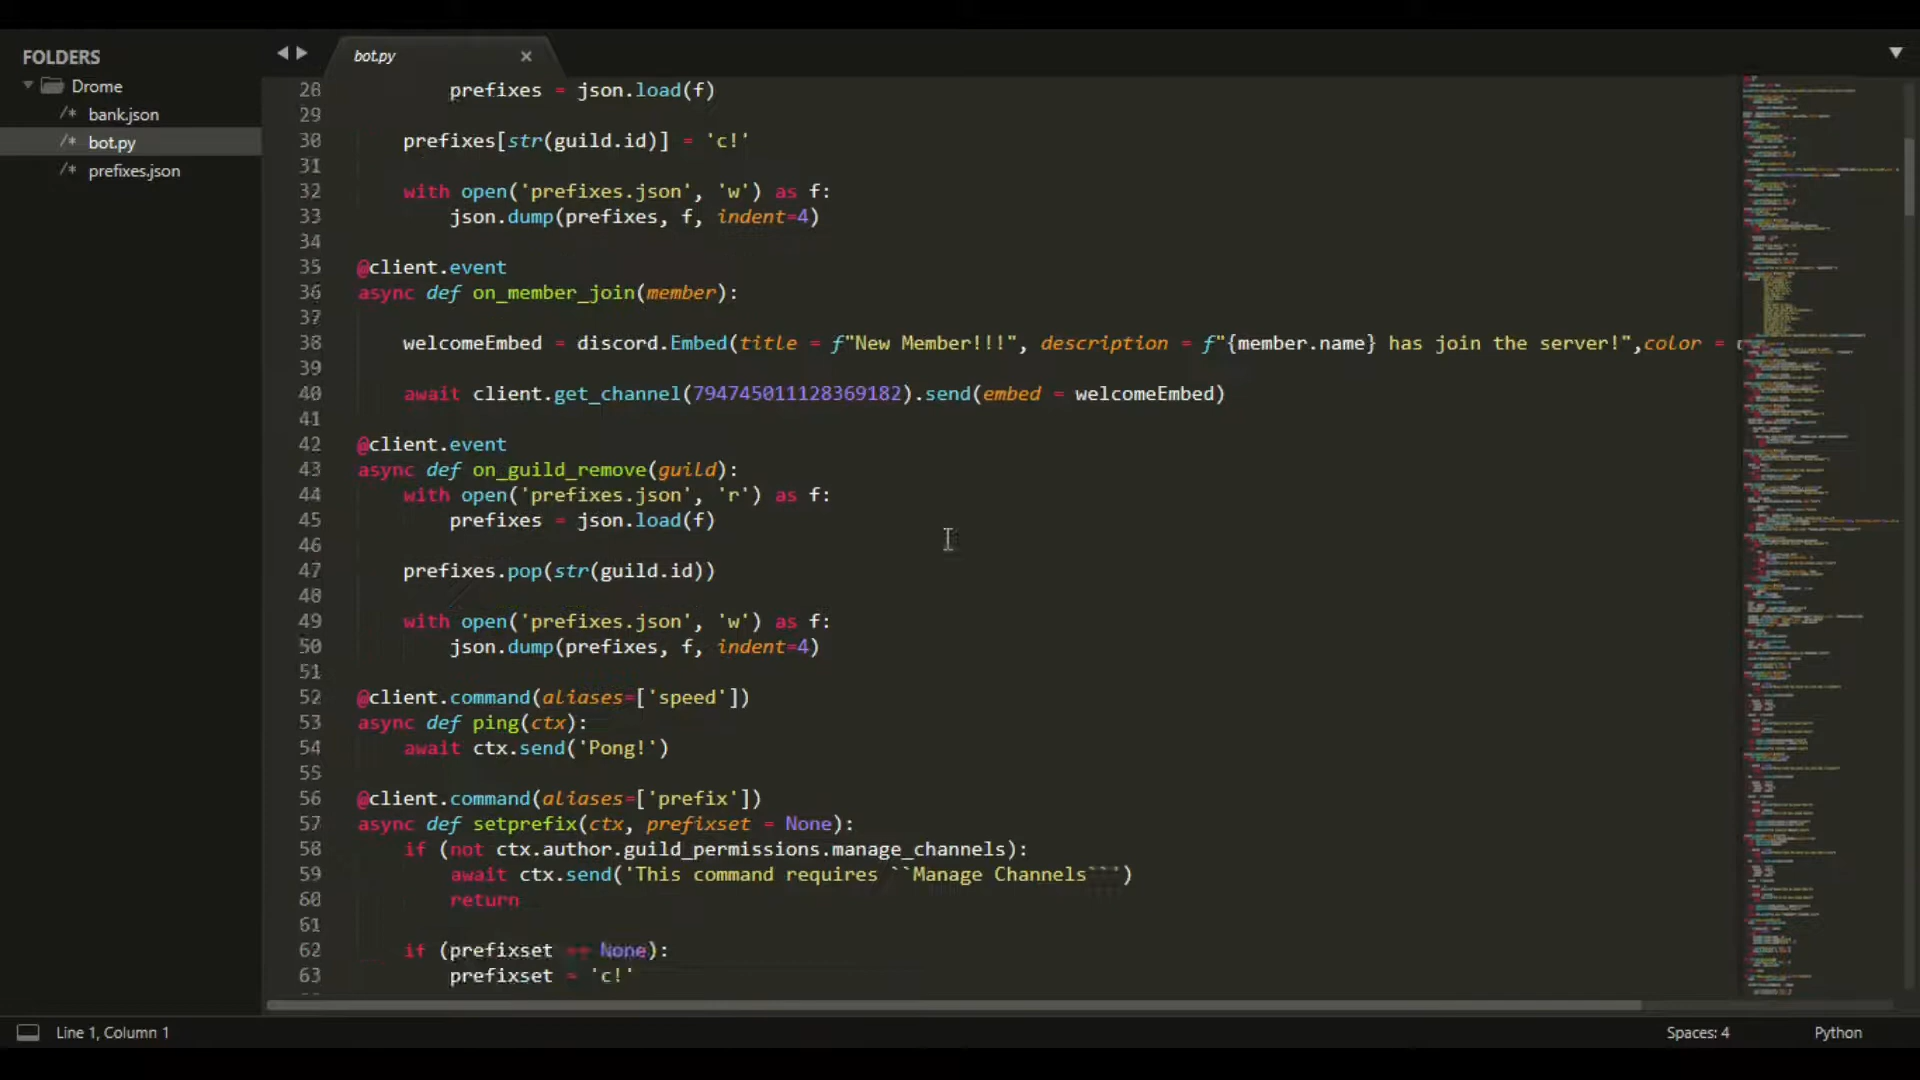 FOLDERS
Drome
/* bank.json
/* bot.py
/* prefixes.json
bot.py
28 prefixes = json.load(f)
29
30 prefixes[str(guild.id)] = 'c!'
31
32 with open('prefixes.json', 'w') as f:
33 json.dump(prefixes, f, indent=4)
34
35 @client.event
36 async def on_member_join(member):
37
38 welcomeEmbed = discord.Embed(title = f"New Member!!!", description = f"{member.name} has join the server!",color =
39
40 await client.get_channel(794745011128369182).send(embed = welcomeEmbed)
41
42 @client.event
43 async def on_guild_remove(guild):
44 with open('prefixes.json', 'r') as f:
45 prefixes = json.load(f)
46
47 prefixes.pop(str(guild.id))
48
49 with open('prefixes.json', 'w') as f:
50 json.dump(prefixes, f, indent=4)
51
52 @client.command(aliases=['speed'])
53 async def ping(ctx):
54 await ctx.send('Pong!')
55
56 @client.command(aliases=['prefix'])
57 async def setprefix(ctx, prefixset = None):
58 if (not ctx.author.guild_permissions.manage_channels):
59 await ctx.send('This command requires ``Manage Channels``')
60 return
61
62 if (prefixset == None):
63 prefixset = 'c!'
Line 1, Column 1
Spaces: 4
Python